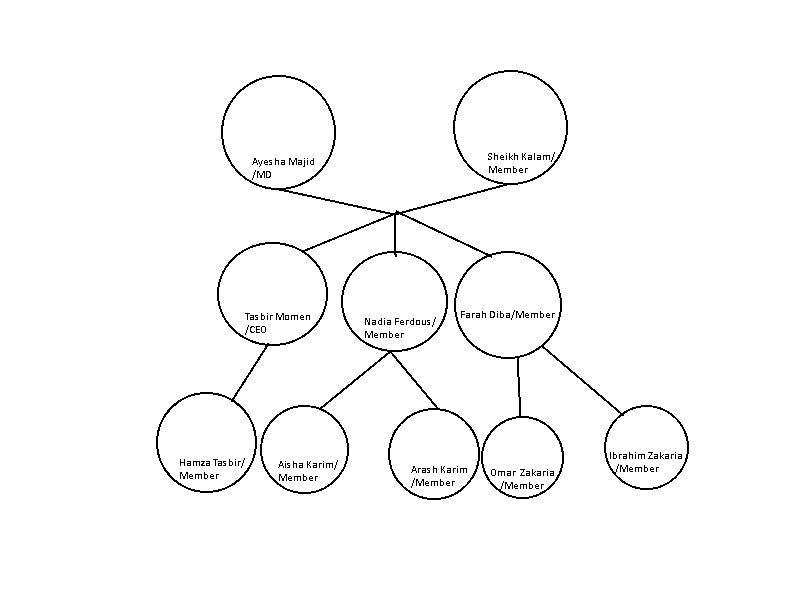 Ayesha Majid
/MD
Sheikh Kalam/
Member
Tasbir Momen
/CEO
Nadia Ferdous/
Member
Farah Diba/Member
Hamza Tasbir/
Member
Aisha Karim/
Member
Arash Karim
/Member
Omar Zakaria
/Member
Ibrahim Zakaria
/Member